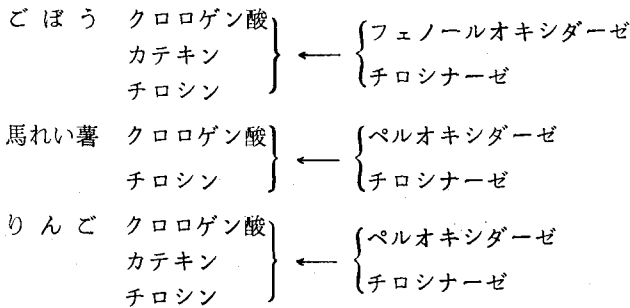 ごぼう クロロゲン酸
カテキン ← フェノールオキシダーゼ
チロシン チロシナーゼ
馬れい薯 クロロゲン酸 ← ペルオキシダーゼ
チロシン チロシナーゼ
りんご クロロゲン酸 ペルオキシダーゼ
カテキン ←
チロシン チロシナーゼ